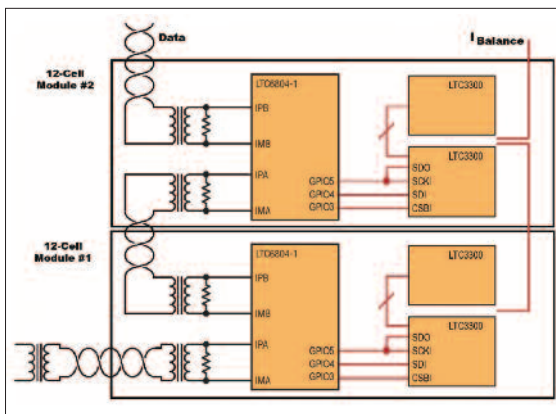 Data
I Balance
12-Cell
Module #2
LTC6804-1
LTC3300
IPB
IMB
LTC3300
IPA
SDO
GPIO5
SCKI
GPIO4
SDI
IMA
GPIO3
CSBI
12-Cell
Module #1
LTC6804-1
LTC3300
IPB
IMB
LTC3300
IPA
SDO
GPIO5
SCKI
GPIO4
SDI
IMA
GPIO3
CSBI